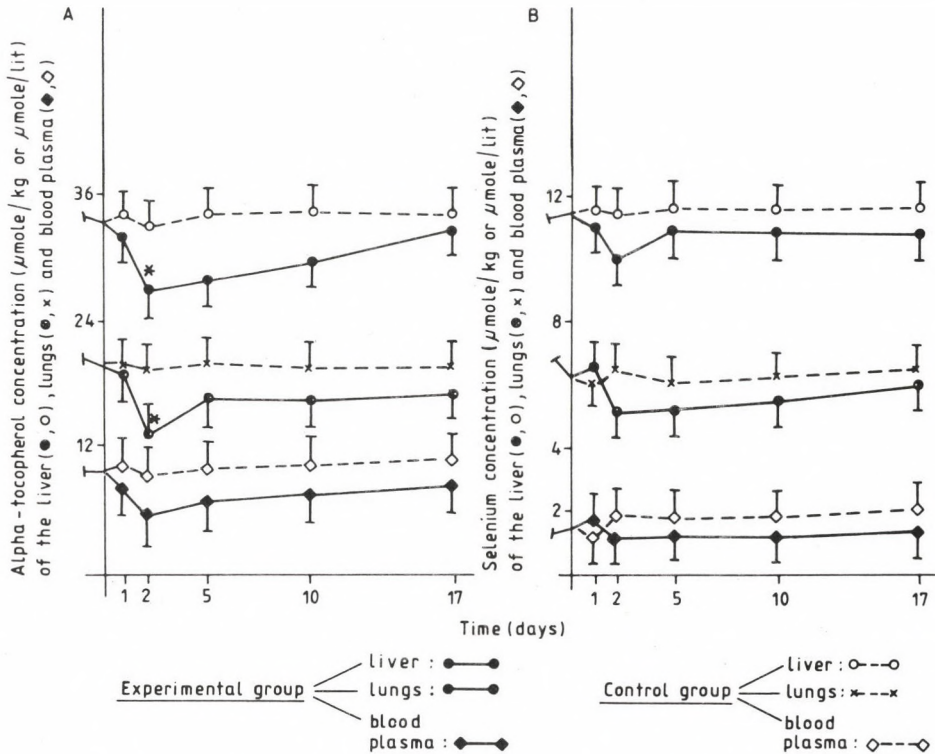 A
Alpha-tocopherol concentration (µmole/kg or µmole/lit)
of the liver (●,○), lungs (●,×) and blood plasma (◆,◇)
36
24
12
1 2 5 10 17
B
Selenium concentration (µmole/kg or µmole/lit)
of the liver (●,○), lungs (●,×) and blood plasma (◆,◇)
12
8
4
2
1 2 5 10 17
Time (days)
Experimental group
liver :
lungs :
blood
plasma :
Control group
liver :
lungs :
blood
plasma :